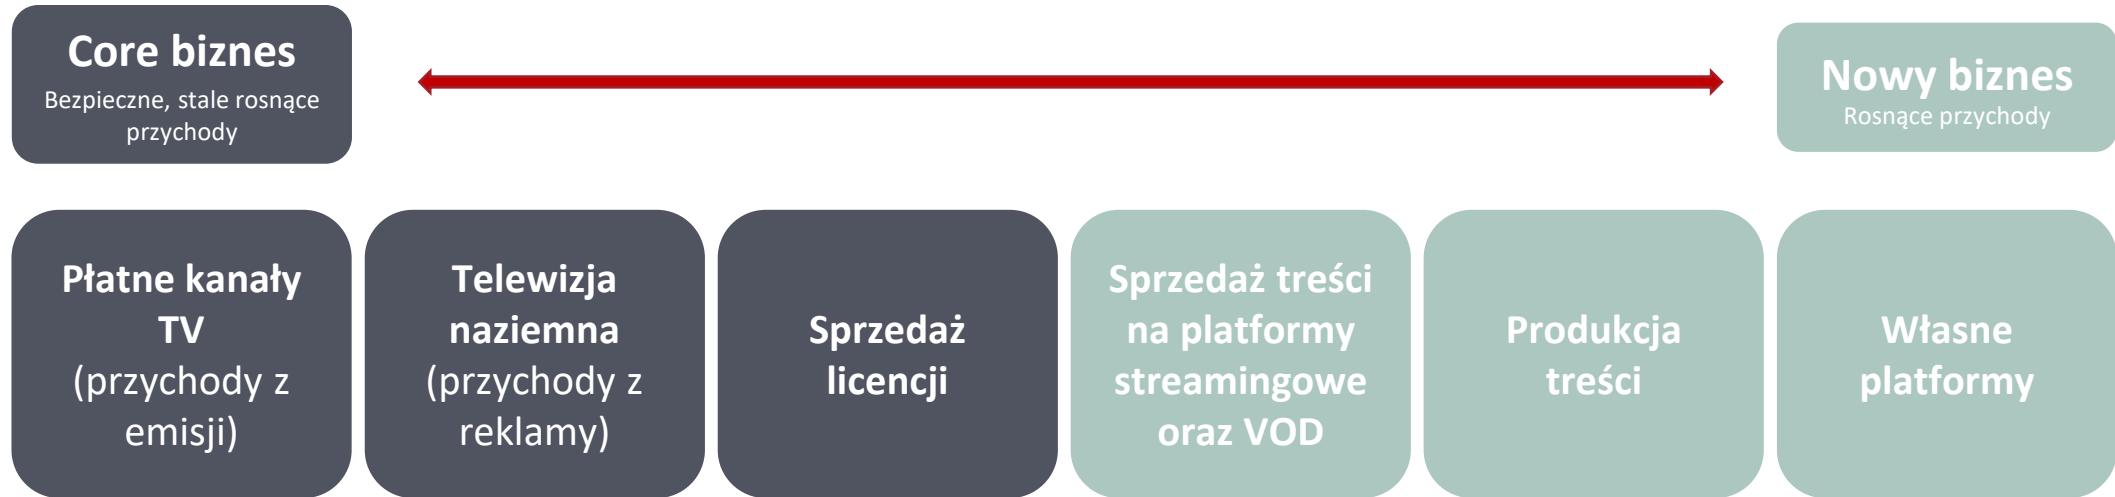 Core biznes
Bezpieczne, stale rosnące
przychody
Nowy biznes
Rosnące przychody
Płatne kanały
TV
(przychody z
emisji)
Telewizja
naziemna
(przychody z
reklamy)
Sprzedaż
licencji
Sprzedaż treści
na platformy
streamingowe
oraz VOD
Produkcja
treści
Własne
platformy